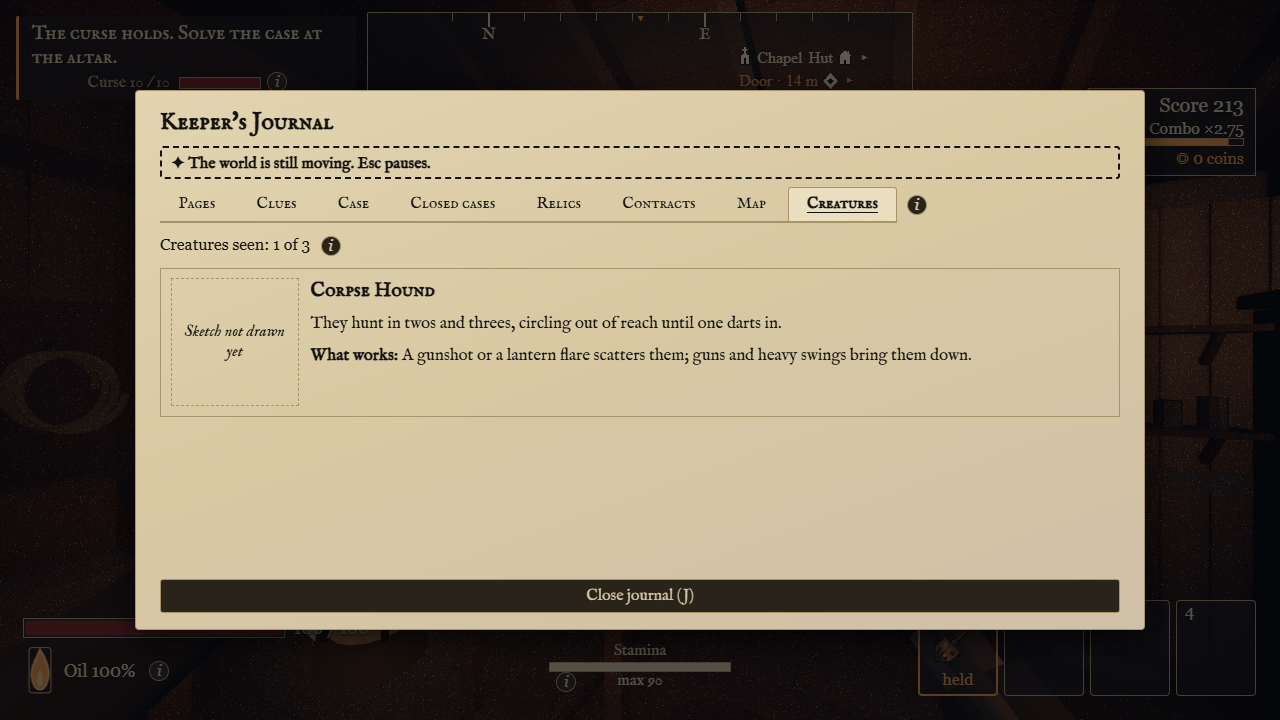 The curse holds. Solve the case at
the altar.
Curse 10/10
i
N
E
Chapel Hut
Door · 14 m
Score 213
Combo ×2.75
0 coins
Keeper's Journal
✦ The world is still moving. Esc pauses.
Pages
Clues
Case
Closed cases
Relics
Contracts
Map
Creatures
i
Creatures seen: 1 of 3
i
Sketch not drawn
yet
Corpse Hound
They hunt in twos and threes, circling out of reach until one darts in.
What works: A gunshot or a lantern flare scatters them; guns and heavy swings bring them down.
Close journal (J)
Oil 100%
i
Stamina
i
max 90
held
4